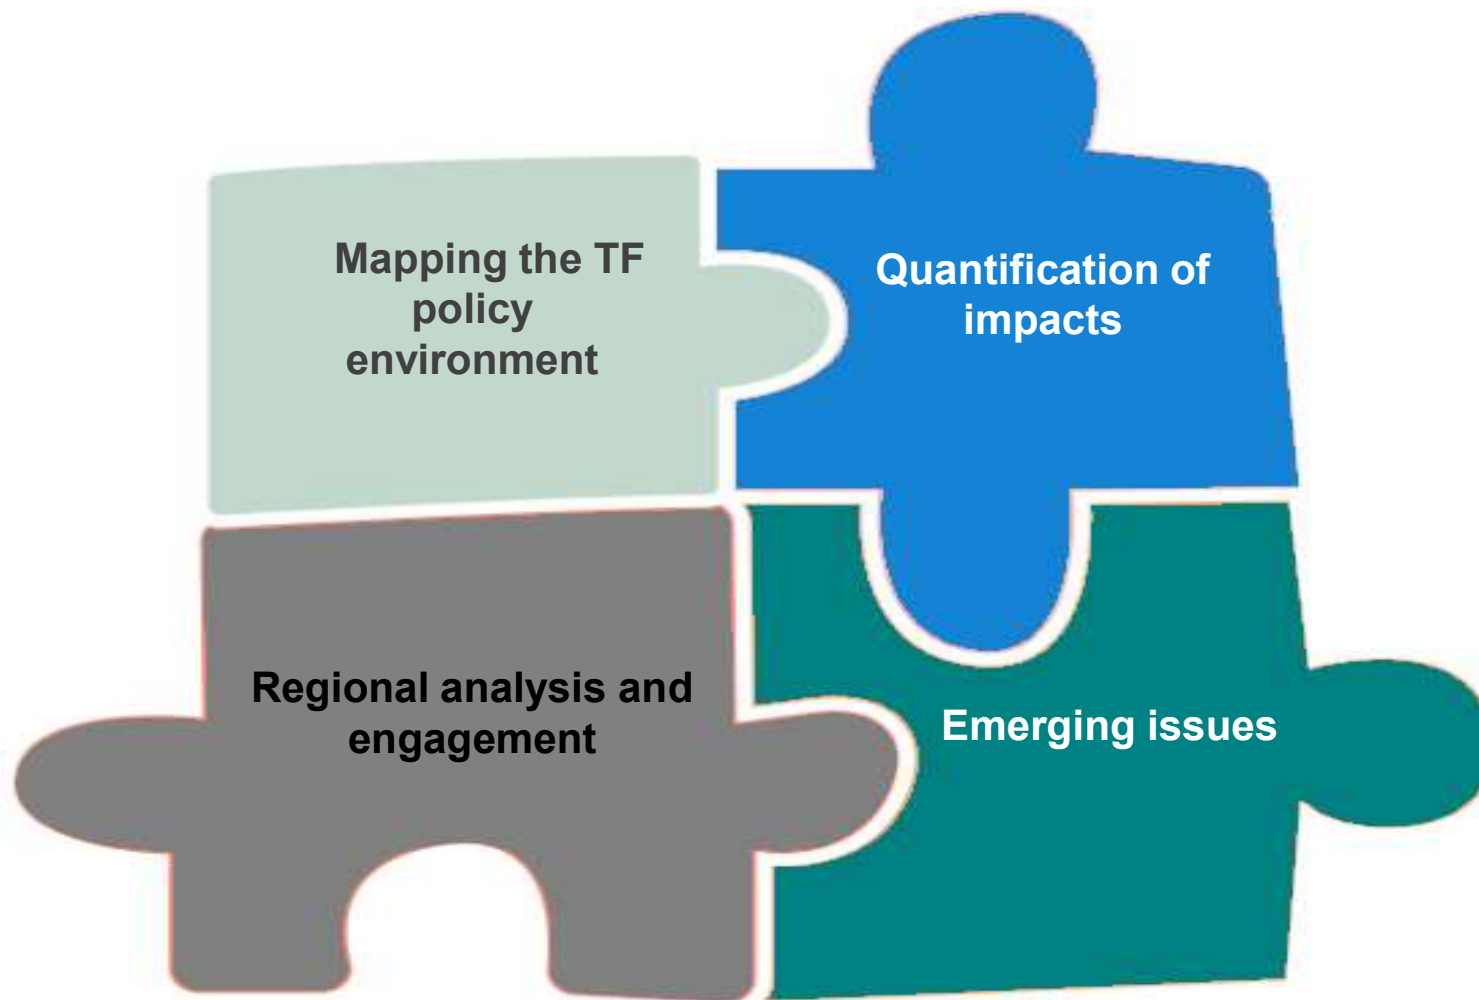 Mapping the TF
policy
environment
Quantification of
impacts
Regional analysis and
engagement
Emerging issues